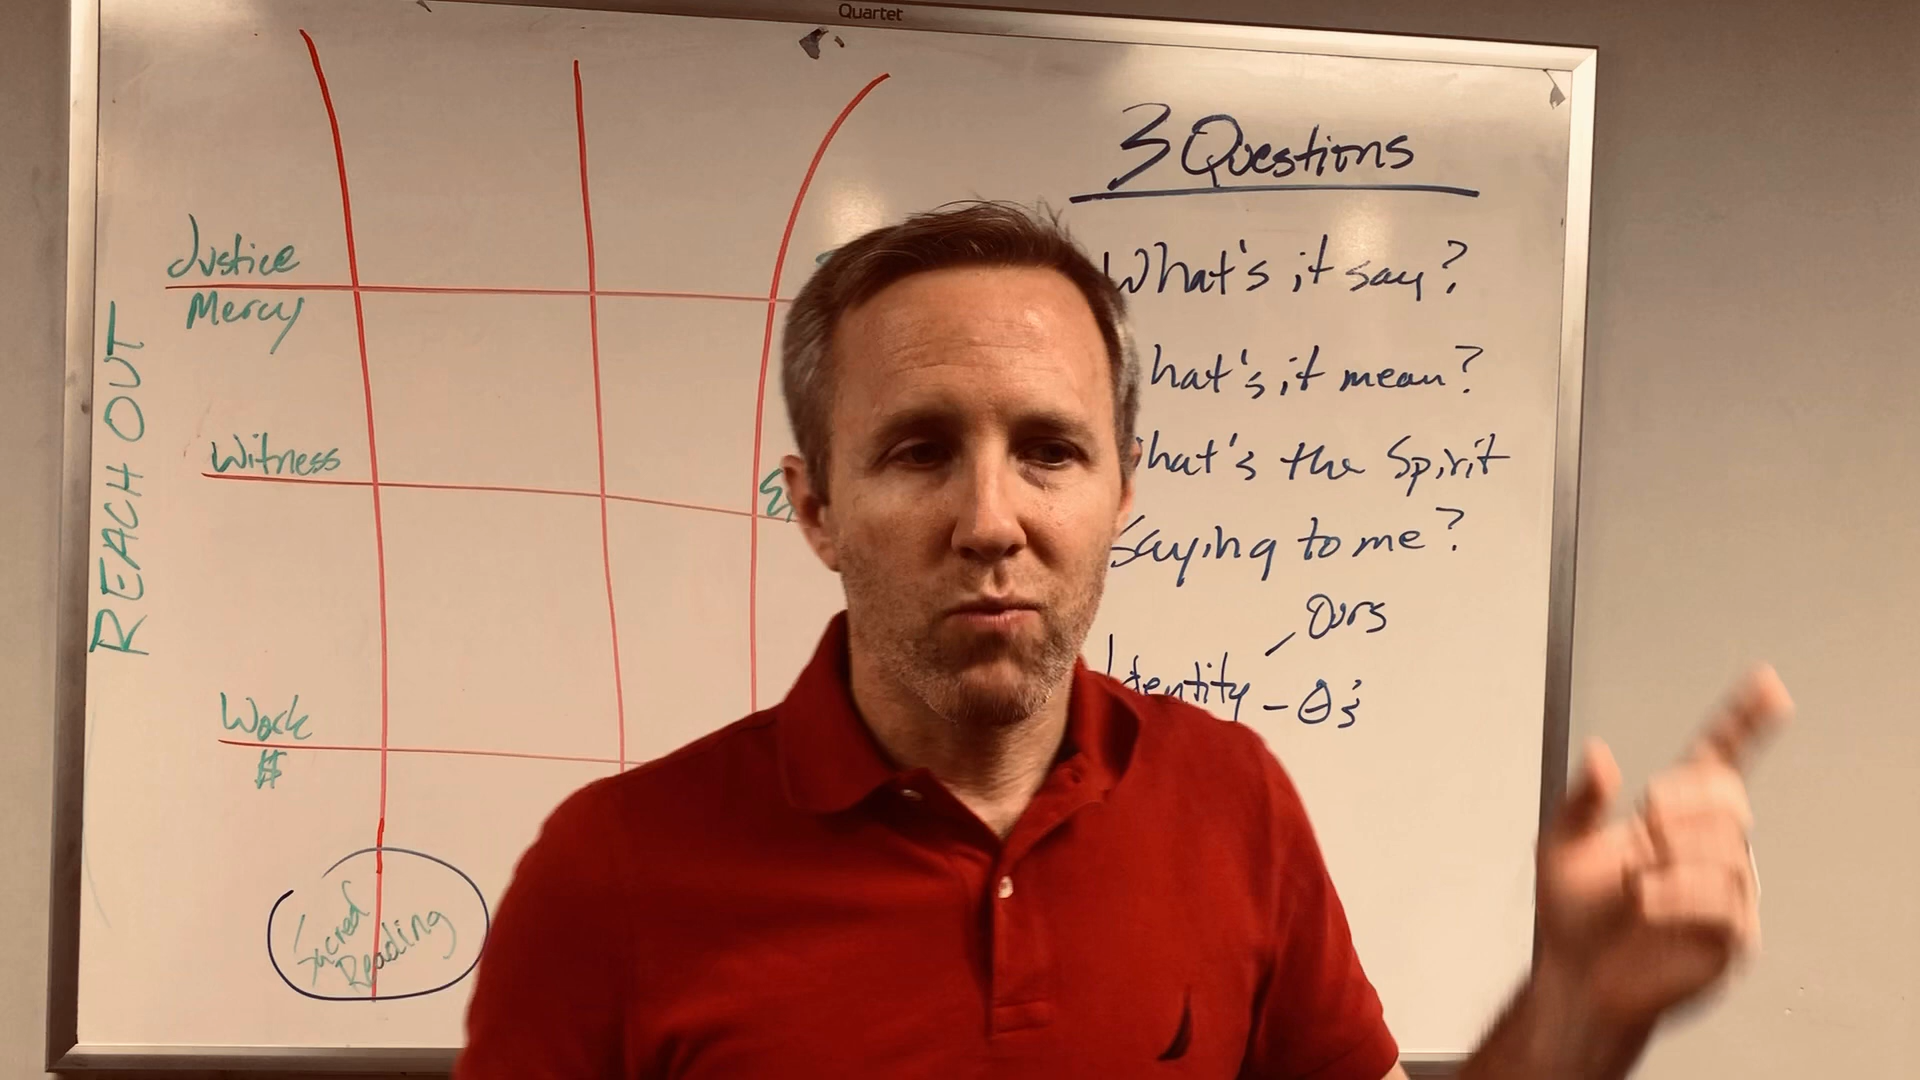 Quartet
3 Questions
What's it say?
hat's it mean?
hat's the Spirit
Saying to me?
Ours
Identity - θ's
REACH OUT
Justice
Mercy
Witness
Work
$
Sacred
Reading